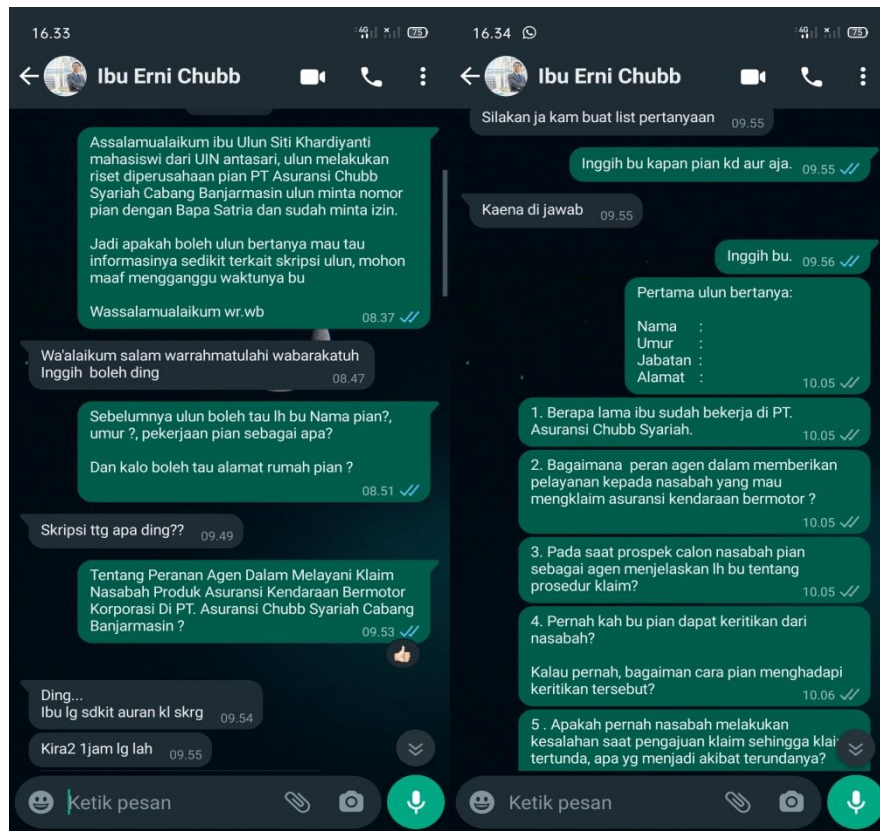 16.33
4G
75
Ibu Erni Chubb
Assalamualaikum ibu Ulun Siti Khardiyanti
mahasiswi dari UIN antasari, ulun melakukan
riset diperusahaan pian PT Asuransi Chubb
Syariah Cabang Banjarmasin ulun minta nomor
pian dengan Bapa Satria dan sudah minta izin.
Jadi apakah boleh ulun bertanya mau tau
informasinya sedikit terkait skripsi ulun, mohon
maaf mengganggu waktunya bu
Wassalamualaikum wr.wb
08.37
Wa'alaikum salam warrahmatulahi wabarakatuh
Inggih boleh ding
08.47
Sebelumnya ulun boleh tau lh bu Nama pian?,
umur ?, pekerjaan pian sebagai apa?
Dan kalo boleh tau alamat rumah pian ?
08.51
Skripsi ttg apa ding??
09.49
Tentang Peranan Agen Dalam Melayani Klaim
Nasabah Produk Asuransi Kendaraan Bermotor
Korporasi Di PT. Asuransi Chubb Syariah Cabang
Banjarmasin ?
09.53
Ding...
Ibu lg sdkit auran kl skrg
09.54
Kira2 1jam lg lah
09.55
Ketik pesan
16.34
4G
75
Ibu Erni Chubb
Silakan ja kam buat list pertanyaan
09.55
Inggih bu kapan pian kd aur aja.
09.55
Kaena di jawab
09.55
Inggih bu.
09.56
Pertama ulun bertanya:
Nama :
Umur :
Jabatan :
Alamat :
10.05
1. Berapa lama ibu sudah bekerja di PT.
Asuransi Chubb Syariah.
10.05
2. Bagaimana peran agen dalam memberikan
pelayanan kepada nasabah yang mau
mengklaim asuransi kendaraan bermotor ?
10.05
3. Pada saat prospek calon nasabah pian
sebagai agen menjelaskan lh bu tentang
prosedur klaim?
10.05
4. Pernah kah bu pian dapat keritikan dari
nasabah?
Kalau pernah, bagaiman cara pian menghadapi
keritikan tersebut?
10.06
5 . Apakah pernah nasabah melakukan
kesalahan saat pengajuan klaim sehingga klai
tertunda, apa yg menjadi akibat terundanya?
Ketik pesan